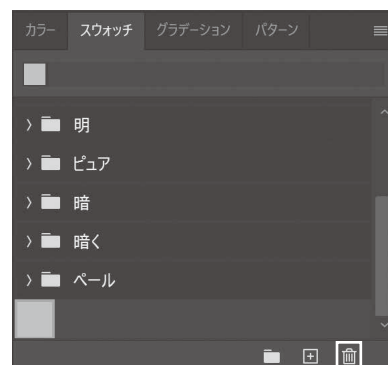 カラー スウォッチ グラデーション パターン
明
ピュア
暗
暗く
ペール